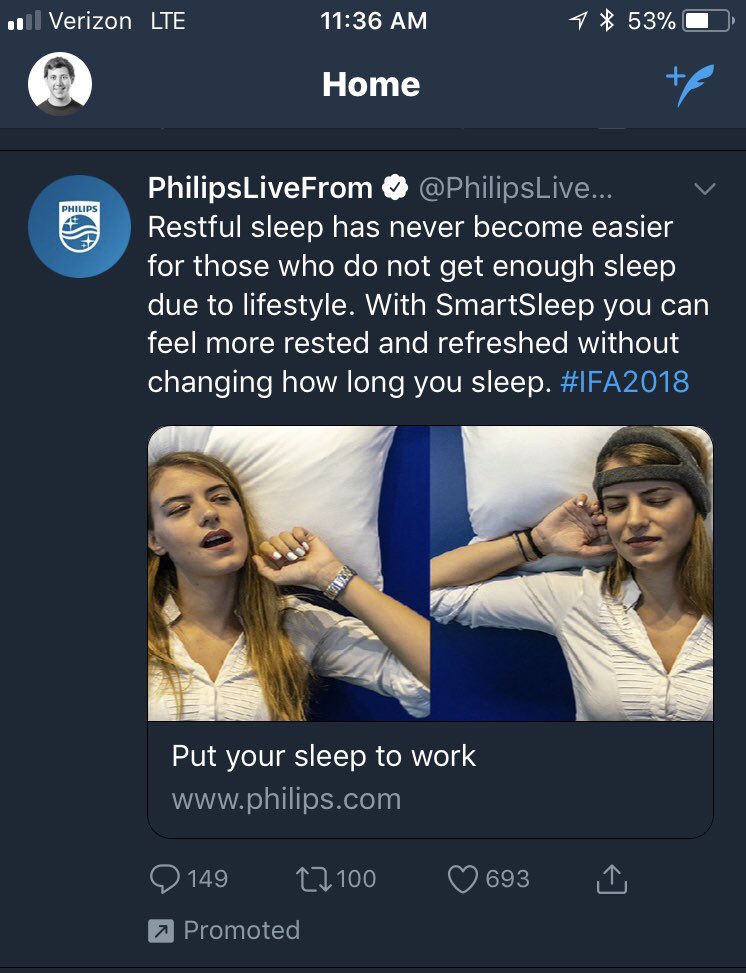 Verizon LTE 11:36 AM 53%
Home
PhilipsLiveFrom @PhilipsLive...
PHILIPS
Restful sleep has never become easier
for those who do not get enough sleep
due to lifestyle. With SmartSleep you can
feel more rested and refreshed without
changing how long you sleep. #IFA2018
Put your sleep to work
www.philips.com
149 100 693
Promoted